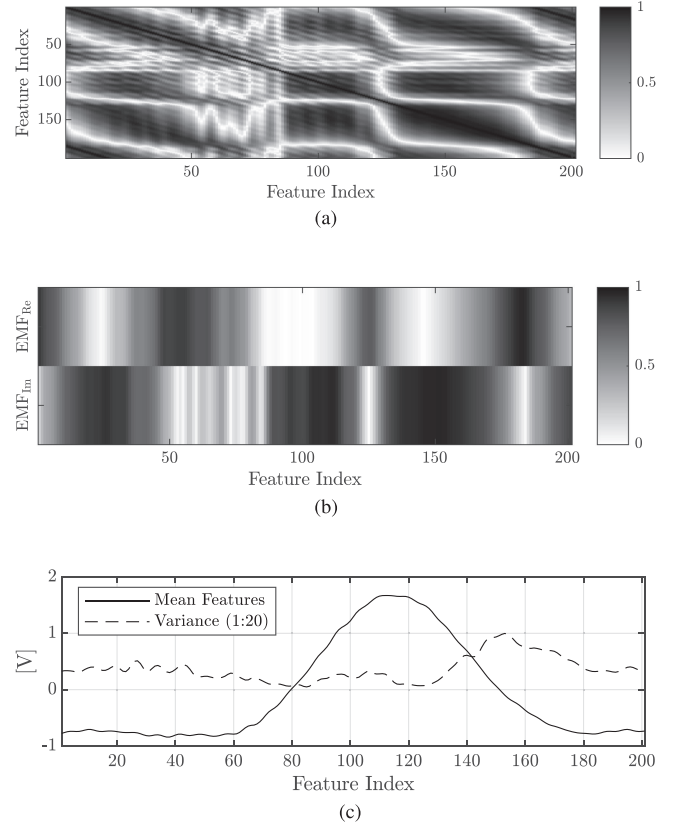 Feature Index
50
100
150
50
100
150
200
Feature Index
1
0.5
0
(a)
EMF_Re
EMF_Im
50
100
150
200
Feature Index
1
0.5
0
(b)
[V]
2
1
0
-1
Mean Features
Variance (1:20)
20
40
60
80
100
120
140
160
180
200
Feature Index
(c)